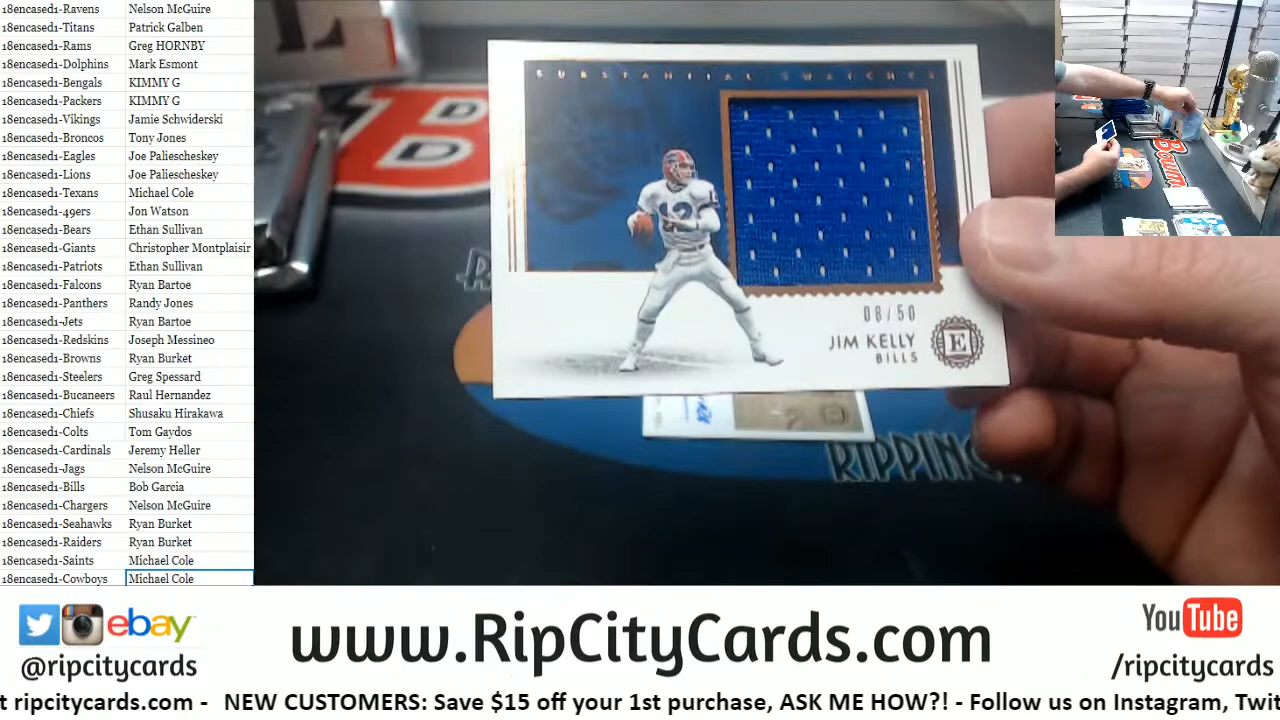 18encased1-Ravens Nelson McGuire
18encased1-Titans Patrick Galben
18encased1-Rams Greg HORNBY
18encased1-Dolphins Mark Esmont
18encased1-Bengals KIMMY G
18encased1-Packers KIMMY G
18encased1-Vikings Jamie Schwiderski
18encased1-Broncos Tony Jones
18encased1-Eagles Joe Paliescheskey
18encased1-Lions Joe Paliescheskey
18encased1-Texans Michael Cole
18encased1-49ers Jon Watson
18encased1-Bears Ethan Sullivan
18encased1-Giants Christopher Montplaisir
18encased1-Patriots Ethan Sullivan
18encased1-Falcons Ryan Bartoe
18encased1-Panthers Randy Jones
18encased1-Jets Ryan Bartoe
18encased1-Redskins Joseph Messineo
18encased1-Browns Ryan Burket
18encased1-Steelers Greg Spessard
18encased1-Bucaneers Raul Hernandez
18encased1-Chiefs Shusaku Hirakawa
18encased1-Colts Tom Gaydos
18encased1-Cardinals Jeremy Heller
18encased1-Jags Nelson McGuire
18encased1-Bills Bob Garcia
18encased1-Chargers Nelson McGuire
18encased1-Seahawks Ryan Burket
18encased1-Raiders Ryan Burket
18encased1-Saints Michael Cole
18encased1-Cowboys Michael Cole
SUBSTANTIAL SWATCHES
12
08/50
JIM KELLY
BILLS
E
RIPPING
ebay
@ripcitycards
www.RipCityCards.com
YouTube
/ripcitycards
t ripcitycards.com - NEW CUSTOMERS: Save $15 off your 1st purchase, ASK ME HOW?! - Follow us on Instagram, Twit